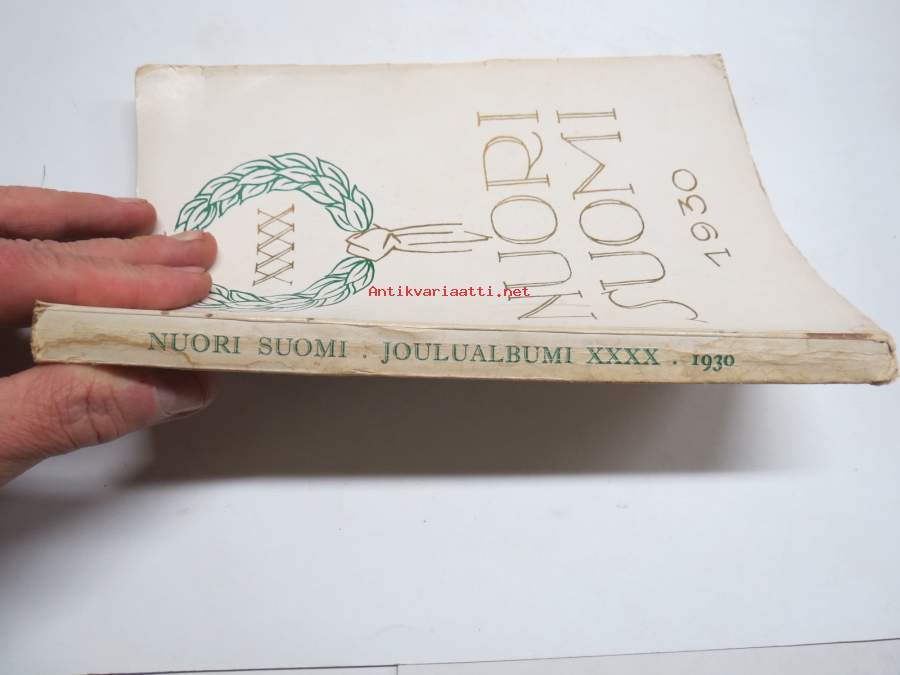 XXXX
NUORI
SUOMI
1930
Antikvariaatti.net
NUORI SUOMI . JOULUALBUMI XXXX . 1930